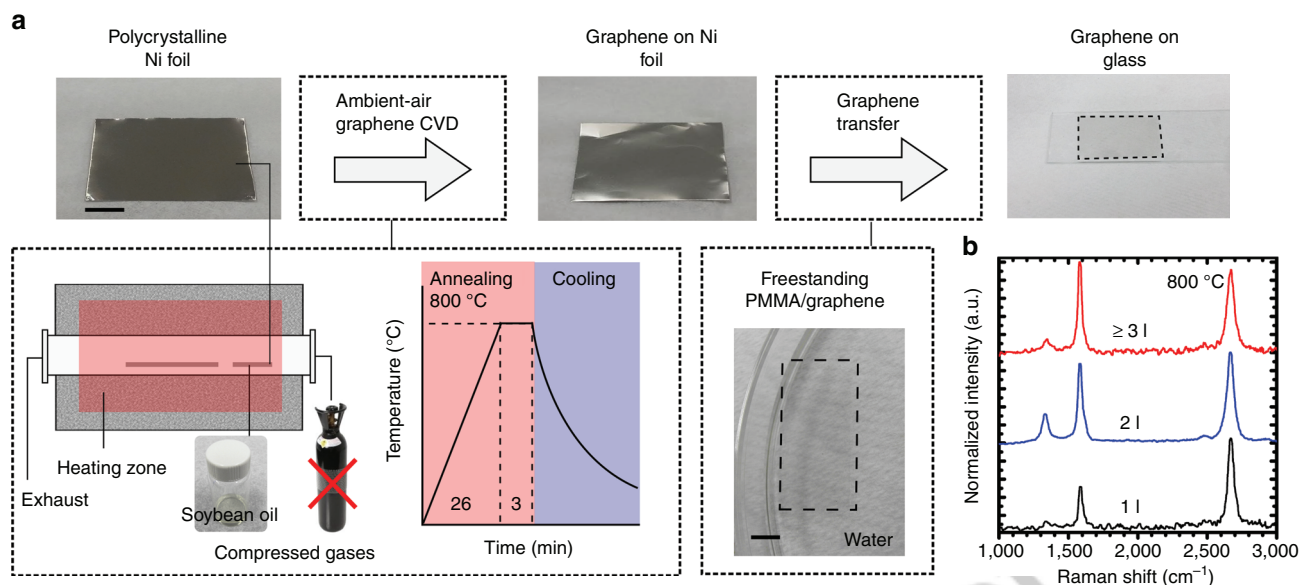 a
Polycrystalline
Ni foil
Graphene on Ni
foil
Graphene on
glass
Ambient-air
graphene CVD
Graphene
transfer
Heating zone
Exhaust
Soybean oil
Compressed gases
Annealing
800 °C
Cooling
Temperature (°C)
26
3
Time (min)
Freestanding
PMMA/graphene
Water
b
800 °C
≥ 3 l
2 l
1 l
Normalized intensity (a.u.)
1,000 1,500 2,000 2,500 3,000
Raman shift (cm⁻¹)